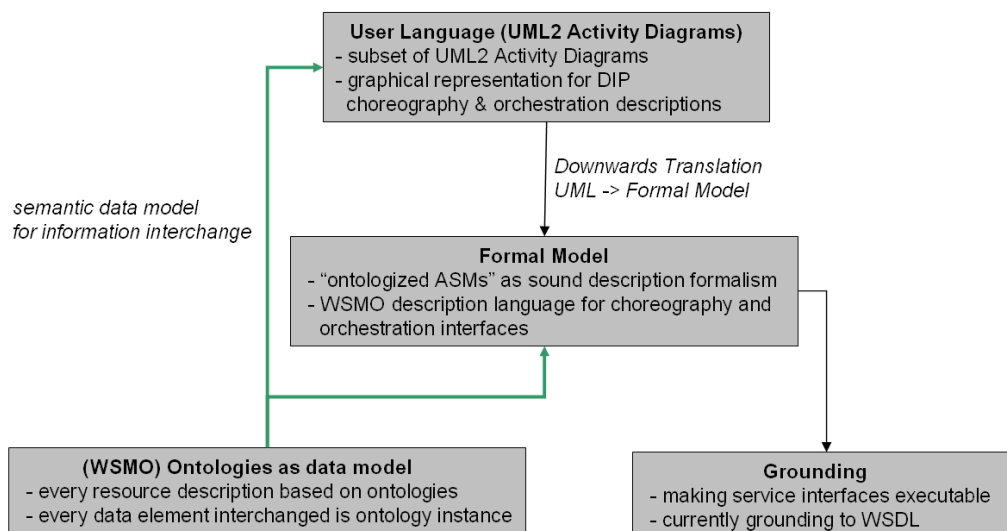 User Language (UML2 Activity Diagrams)
- subset of UML2 Activity Diagrams
- graphical representation for DIP
choreography & orchestration descriptions
Downwards Translation
UML -> Formal Model
semantic data model
for information interchange
Formal Model
- “ontologized ASMs” as sound description formalism
- WSMO description language for choreography and
orchestration interfaces
(WSMO) Ontologies as data model
- every resource description based on ontologies
- every data element interchanged is ontology instance
Grounding
- making service interfaces executable
- currently grounding to WSDL